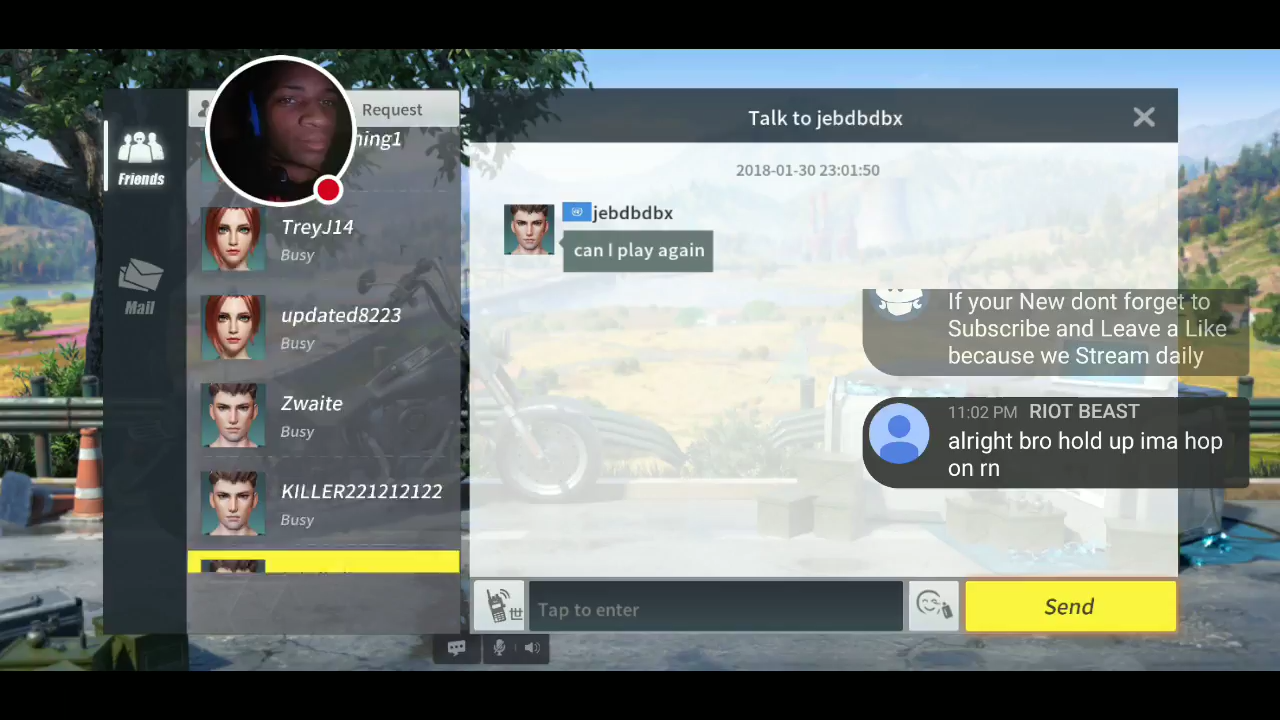 Request
Talk to jebdbdbx
hing1
Friends
2018-01-30 23:01:50
jebdbdbx
can I play again
TreyJ14
Busy
Mail
updated8223
Busy
Zwaite
Busy
KILLER221212122
Busy
If your New dont forget to
Subscribe and Leave a Like
because we Stream daily
11:02 PM RIOT BEAST
alright bro hold up ima hop
on rn
世
Tap to enter
Send